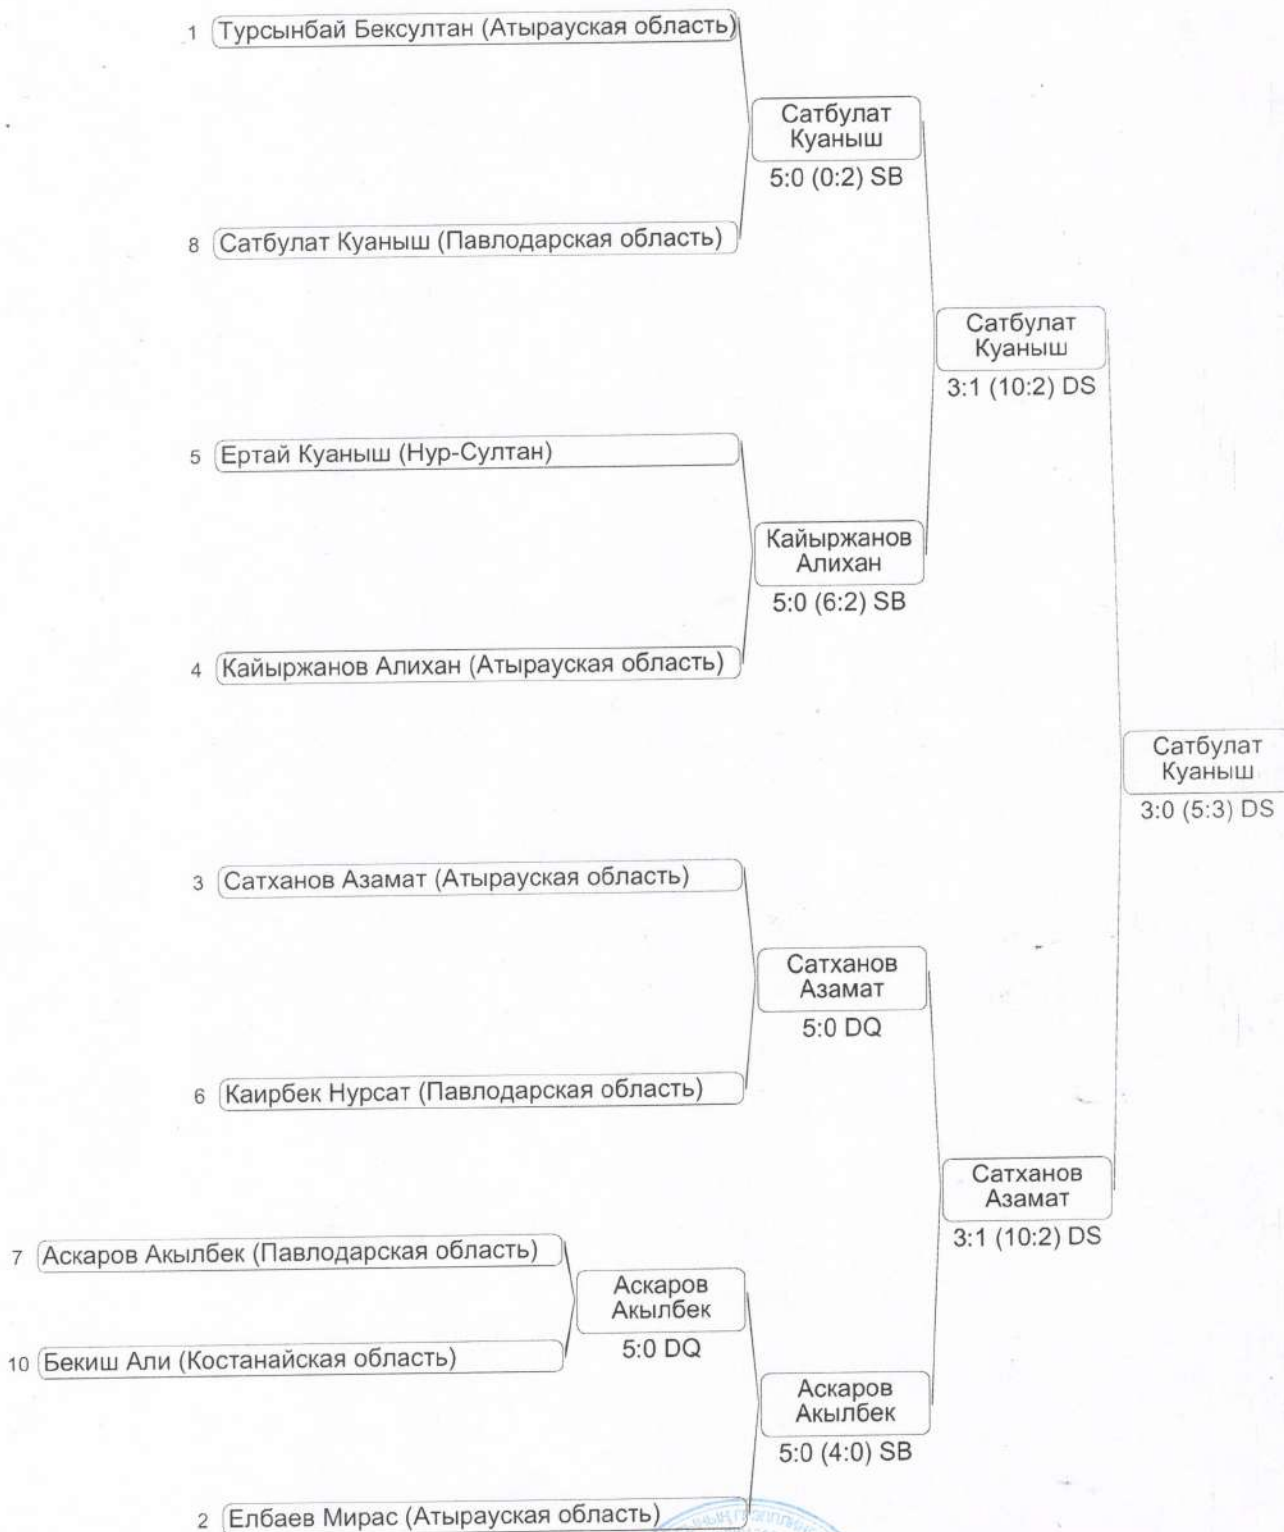 1 Турсынбай Бексултан (Атырауская область)
Сатбулат
Куаныш
5:0 (0:2) SB
8 Сатбулат Куаныш (Павлодарская область)
Сатбулат
Куаныш
3:1 (10:2) DS
5 Ертай Куаныш (Нур-Султан)
Кайыржанов
Алихан
5:0 (6:2) SB
4 Кайыржанов Алихан (Атырауская область)
Сатбулат
Куаныш
3:0 (5:3) DS
3 Сатханов Азамат (Атырауская область)
Сатханов
Азамат
5:0 DQ
6 Каирбек Нурсат (Павлодарская область)
Сатханов
Азамат
3:1 (10:2) DS
7 Аскаров Акылбек (Павлодарская область)
Аскаров
Акылбек
5:0 DQ
10 Бекиш Али (Костанайская область)
Аскаров
Акылбек
5:0 (4:0) SB
2 Елбаев Мирас (Атырауская область)